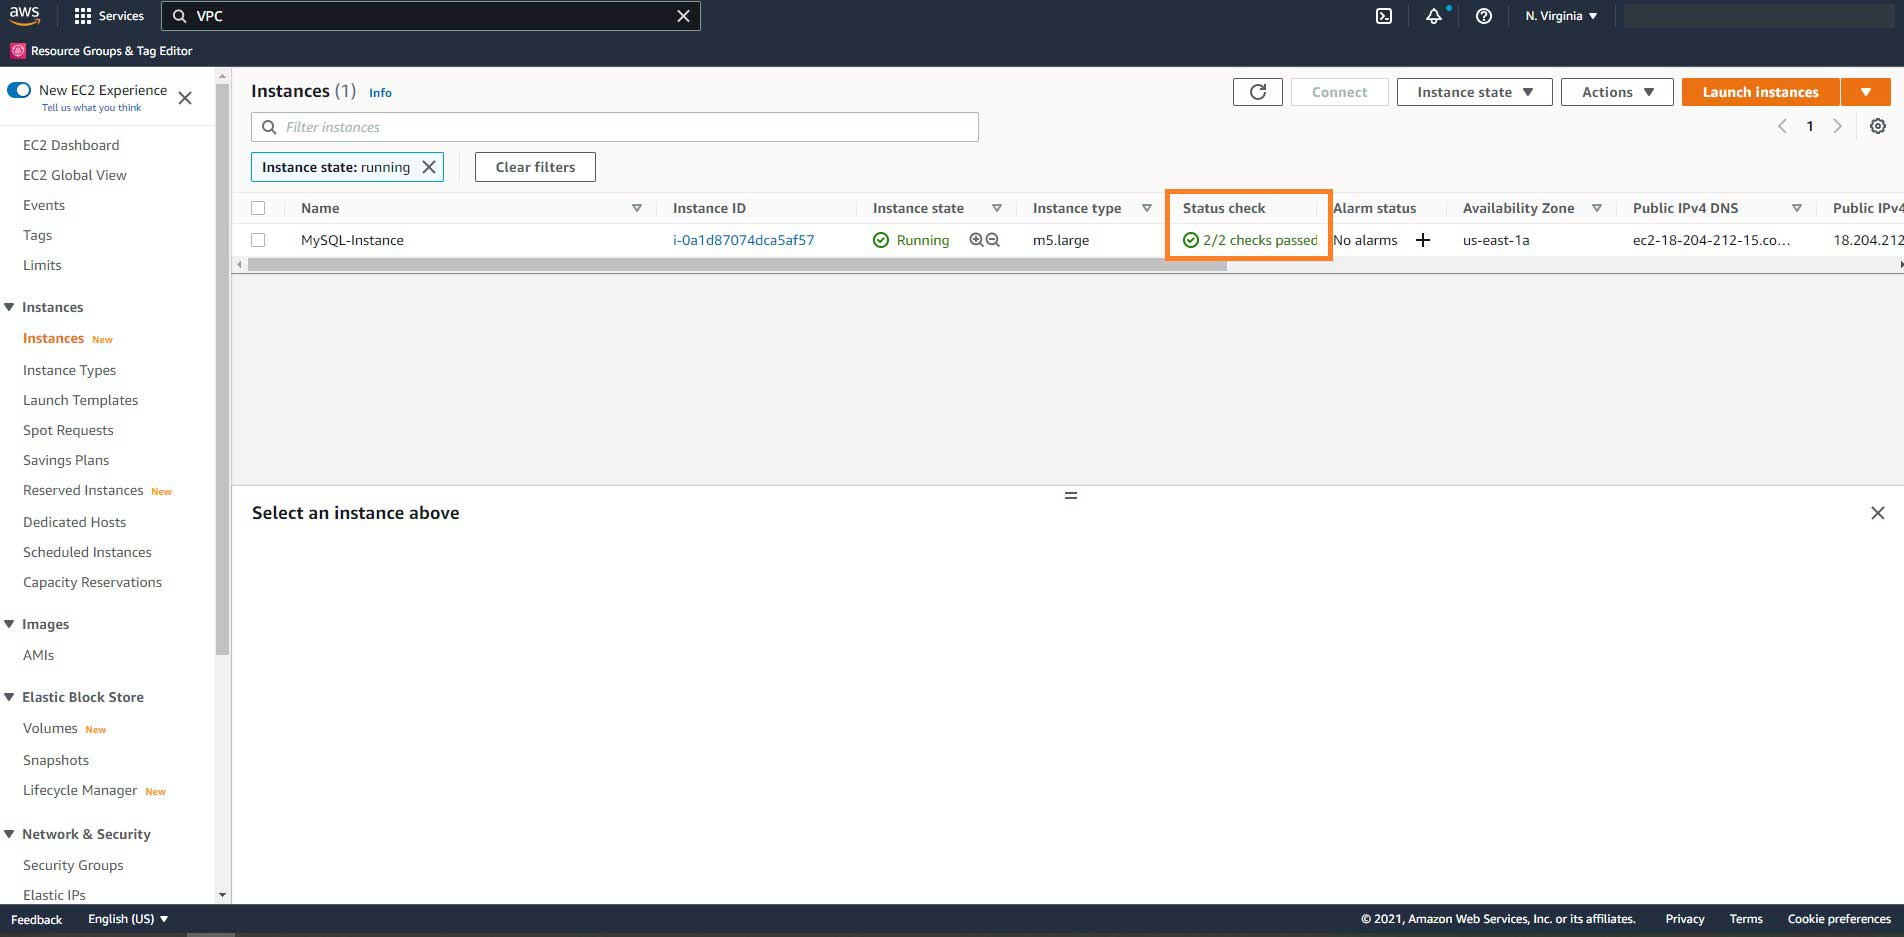 aws
Services
VPC
N. Virginia
Resource Groups & Tag Editor
New EC2 Experience
Tell us what you think
EC2 Dashboard
EC2 Global View
Events
Tags
Limits
Instances
Instances New
Instance Types
Launch Templates
Spot Requests
Savings Plans
Reserved Instances New
Dedicated Hosts
Scheduled Instances
Capacity Reservations
Images
AMIs
Elastic Block Store
Volumes New
Snapshots
Lifecycle Manager New
Network & Security
Security Groups
Elastic IPs
Instances (1) Info
Connect
Instance state
Actions
Launch instances
Filter instances
1
Instance state: running
Clear filters
Name Instance ID Instance state Instance type Status check Alarm status Availability Zone Public IPv4 DNS Public IPv4
MySQL-Instance i-0a1d87074dca5af57 Running m5.large 2/2 checks passed No alarms + us-east-1a ec2-18-204-212-15.co... 18.204.212
Select an instance above
Feedback English (US) © 2021, Amazon Web Services, Inc. or its affiliates. Privacy Terms Cookie preferences